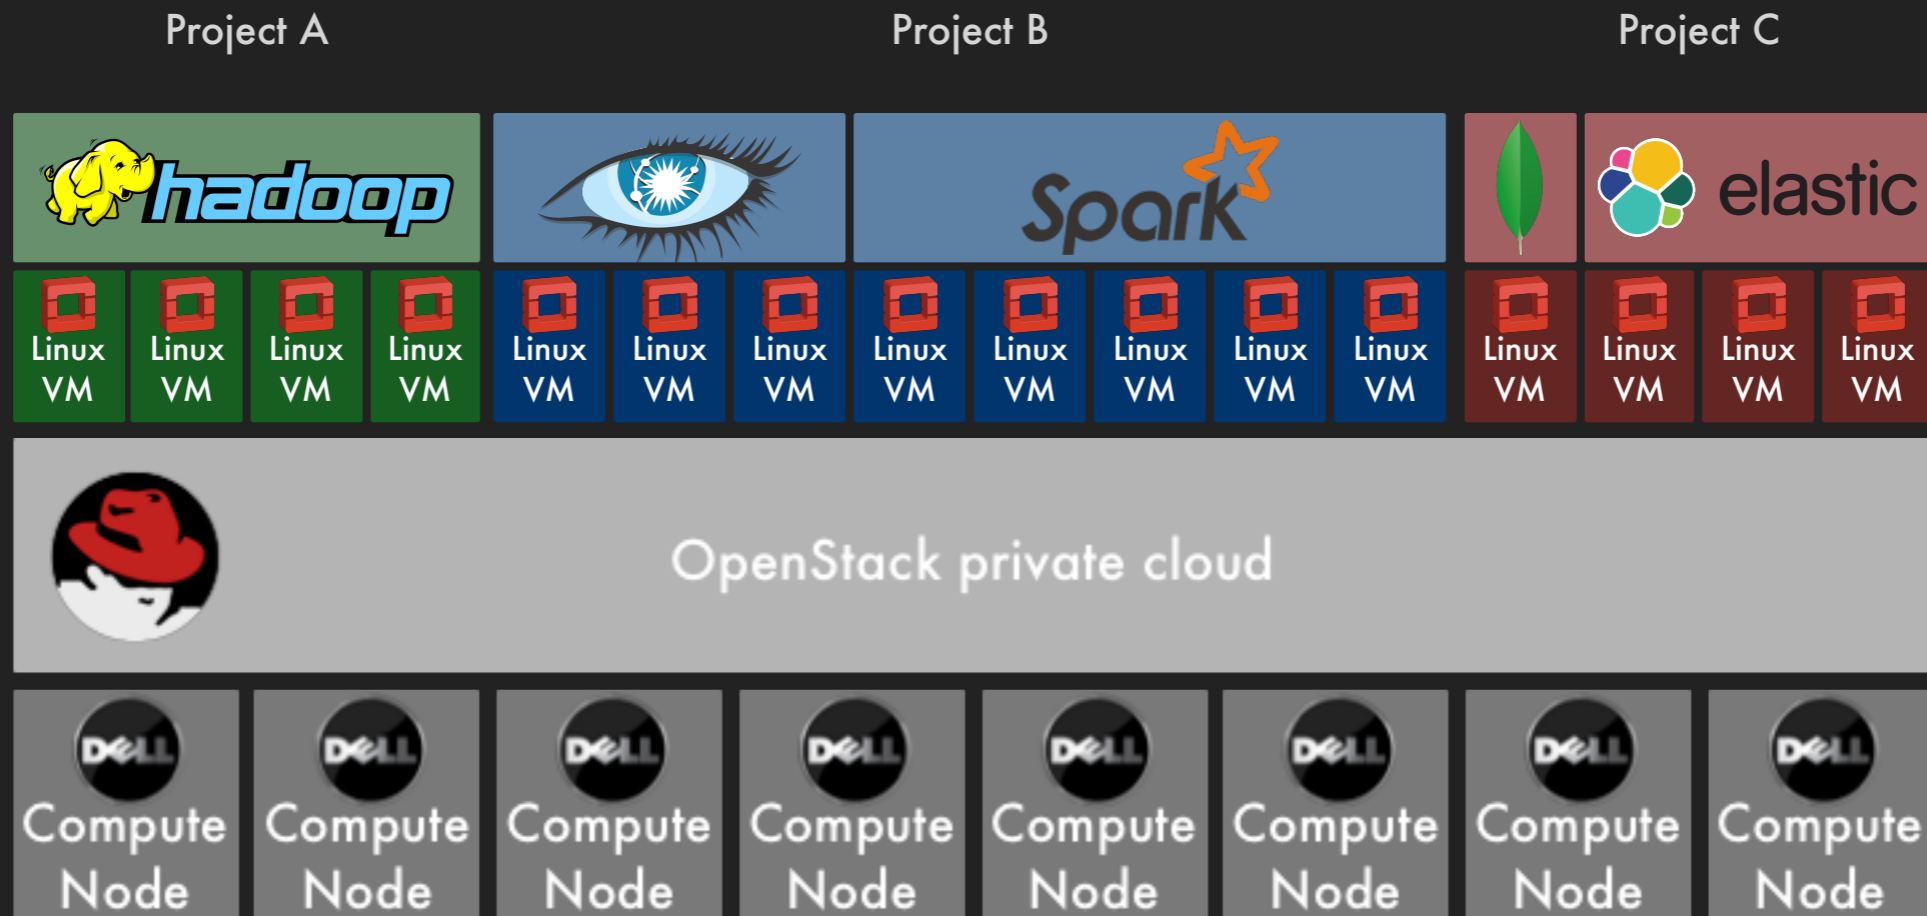 Project A
Project B
Project C
hadoop
Spark
elastic
Linux
VM
Linux
VM
Linux
VM
Linux
VM
Linux
VM
Linux
VM
Linux
VM
Linux
VM
Linux
VM
Linux
VM
Linux
VM
Linux
VM
Linux
VM
Linux
VM
Linux
VM
Linux
VM
OpenStack private cloud
DELL
Compute
Node
DELL
Compute
Node
DELL
Compute
Node
DELL
Compute
Node
DELL
Compute
Node
DELL
Compute
Node
DELL
Compute
Node
DELL
Compute
Node